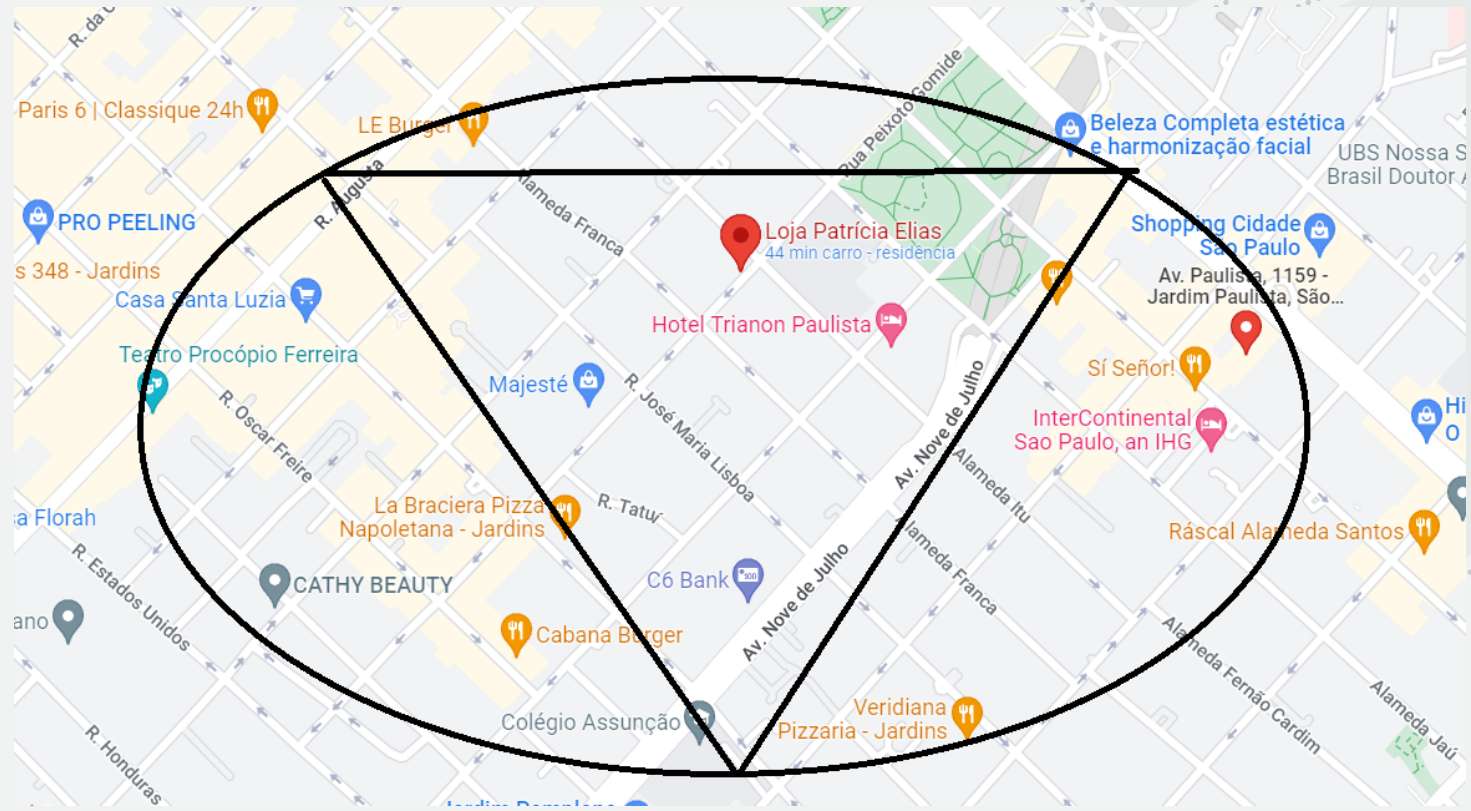 R. da C
Paris 6 | Classique 24h
LE Burger
Rua Peixoto Gomide
Beleza Completa estética
e harmonização facial
UBS Nossa S
Brasil Doutor A
R. Augusta
Alameda Franca
PRO PEELING
Loja Patrícia Elias
44 min carro - residência
Shopping Cidade
São Paulo
s 348 - Jardins
Av. Paulista, 1159 -
Jardim Paulista, São...
Casa Santa Luzia
Hotel Trianon Paulista
Teatro Procópio Ferreira
Majesté
Sí Señor!
R. José Maria Lisboa
R. Oscar Freire
Av. Nove de Julho
InterContinental
Sao Paulo, an IHG
Hi
O
Alameda Itu
La Braciera Pizza
Napoletana - Jardins
R. Tatuí
sa Florah
Ráscal Alameda Santos
Alameda Franca
R. Estados Unidos
CATHY BEAUTY
C6 Bank
Av. Nove de Julho
ano
Cabana Burger
Alameda Fernão Cardim
Colégio Assunção
Veridiana
Pizzaria - Jardins
Alameda Jaú
R. Honduras
Jardim Pamplona